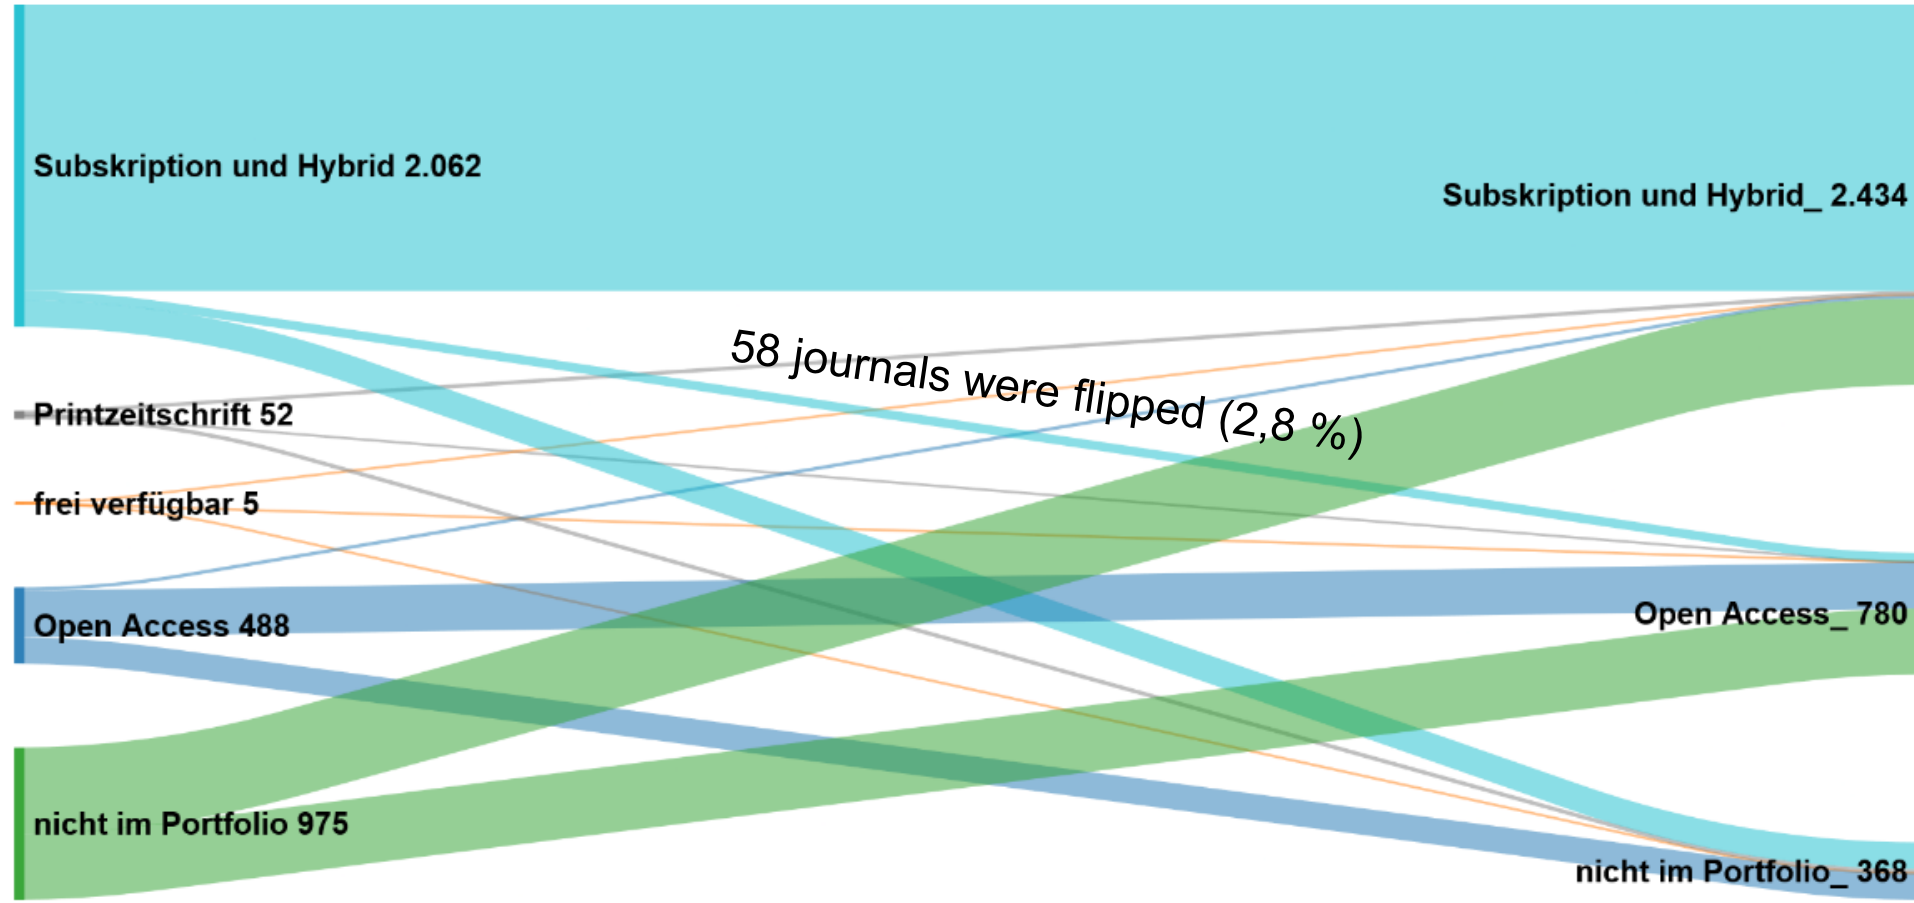 Subskription und Hybrid 2.062
Subskription und Hybrid_ 2.434
58 journals were flipped (2,8 %)
Printzeitschrift 52
frei verfügbar 5
Open Access 488
Open Access_ 780
nicht im Portfolio 975
nicht im Portfolio_ 368